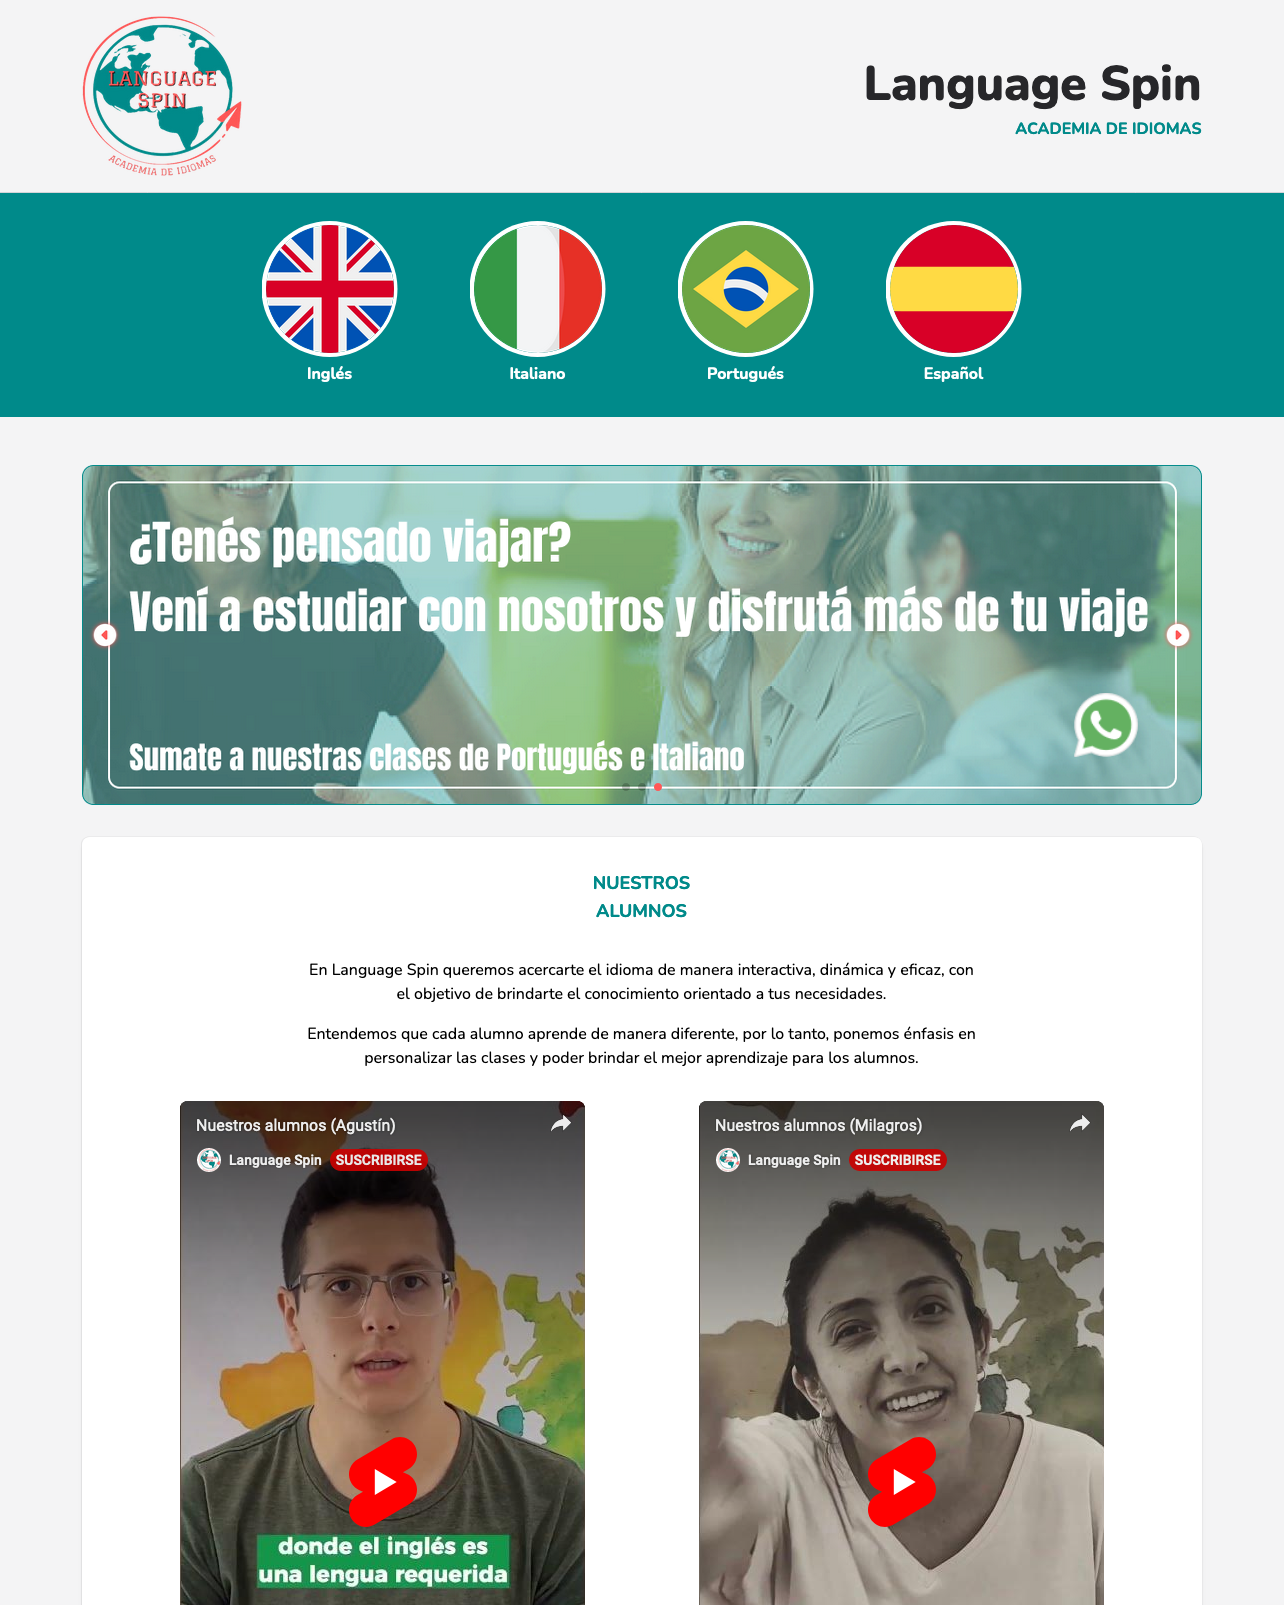 LANGUAGE
SPIN
ACADEMIA DE IDIOMAS
Language Spin
ACADEMIA DE IDIOMAS
Inglés
Italiano
Portugués
Español
¿Tenés pensado viajar?
Vení a estudiar con nosotros y disfrutá más de tu viaje
Sumate a nuestras clases de Portugués e Italiano
NUESTROS
ALUMNOS
En Language Spin queremos acercarte el idioma de manera interactiva, dinámica y eficaz, con
el objetivo de brindarte el conocimiento orientado a tus necesidades.
Entendemos que cada alumno aprende de manera diferente, por lo tanto, ponemos énfasis en
personalizar las clases y poder brindar el mejor aprendizaje para los alumnos.
Nuestros alumnos (Agustín)
Language Spin SUSCRIBIRSE
donde el inglés es
una lengua requerida
Nuestros alumnos (Milagros)
Language Spin SUSCRIBIRSE